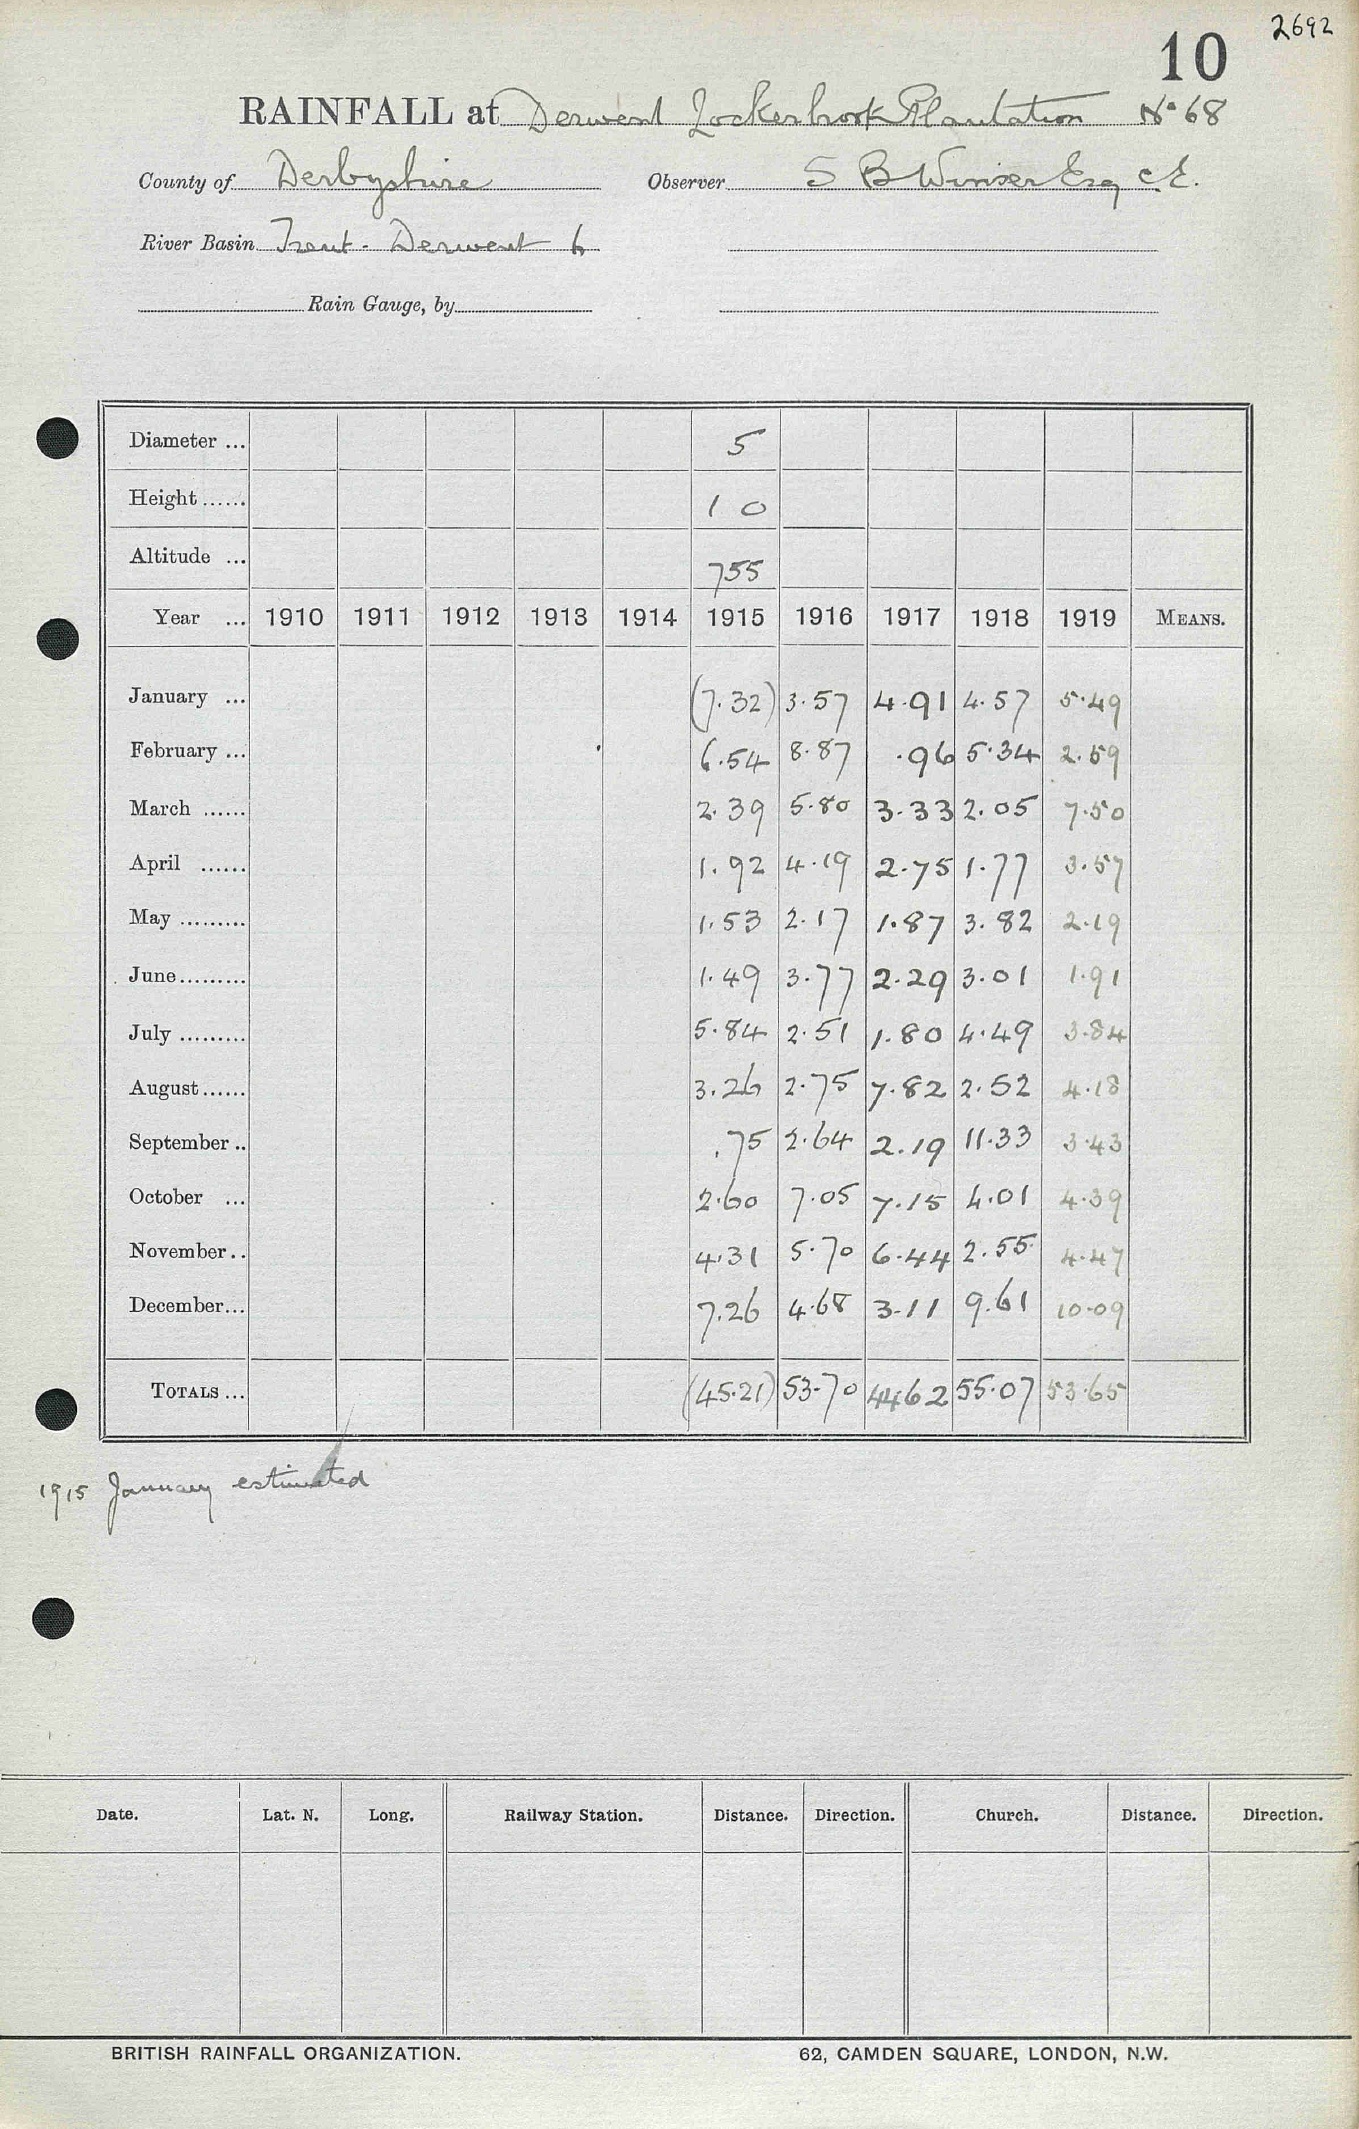 2692
10
RAINFALL at Derwent Lockerbrook Plantation No 68
County of Derbyshire Observer S B Winser Esq C.E.
River Basin Trent - Derwent 6
Rain Gauge, by
Diameter ... 5
Height ...... 1 0
Altitude ... 755
Year ... 1910 1911 1912 1913 1914 1915 1916 1917 1918 1919 MEANS.
January ... (7.32) 3.57 4.91 4.57 5.49
February ... 6.54 8.87 .96 5.34 2.59
March ...... 2.39 5.80 3.33 2.05 7.50
April ...... 1.92 4.19 2.75 1.77 3.57
May ......... 1.53 2.17 1.87 3.82 2.19
June ......... 1.49 3.77 2.29 3.01 1.91
July ......... 5.84 2.51 1.80 4.49 3.84
August ...... 3.26 2.75 7.82 2.52 4.18
September .. .75 2.64 2.19 11.33 3.43
October ... 2.60 7.05 7.15 4.01 4.39
November .. 4.31 5.70 6.44 2.55 4.47
December ... 7.26 4.68 3.11 9.61 10.09
TOTALS ... (45.21) 53.70 4462 55.07 53.65
1915 January estimated
Date. Lat. N. Long. Railway Station. Distance. Direction. Church. Distance. Direction.
BRITISH RAINFALL ORGANIZATION. 62, CAMDEN SQUARE, LONDON, N.W.